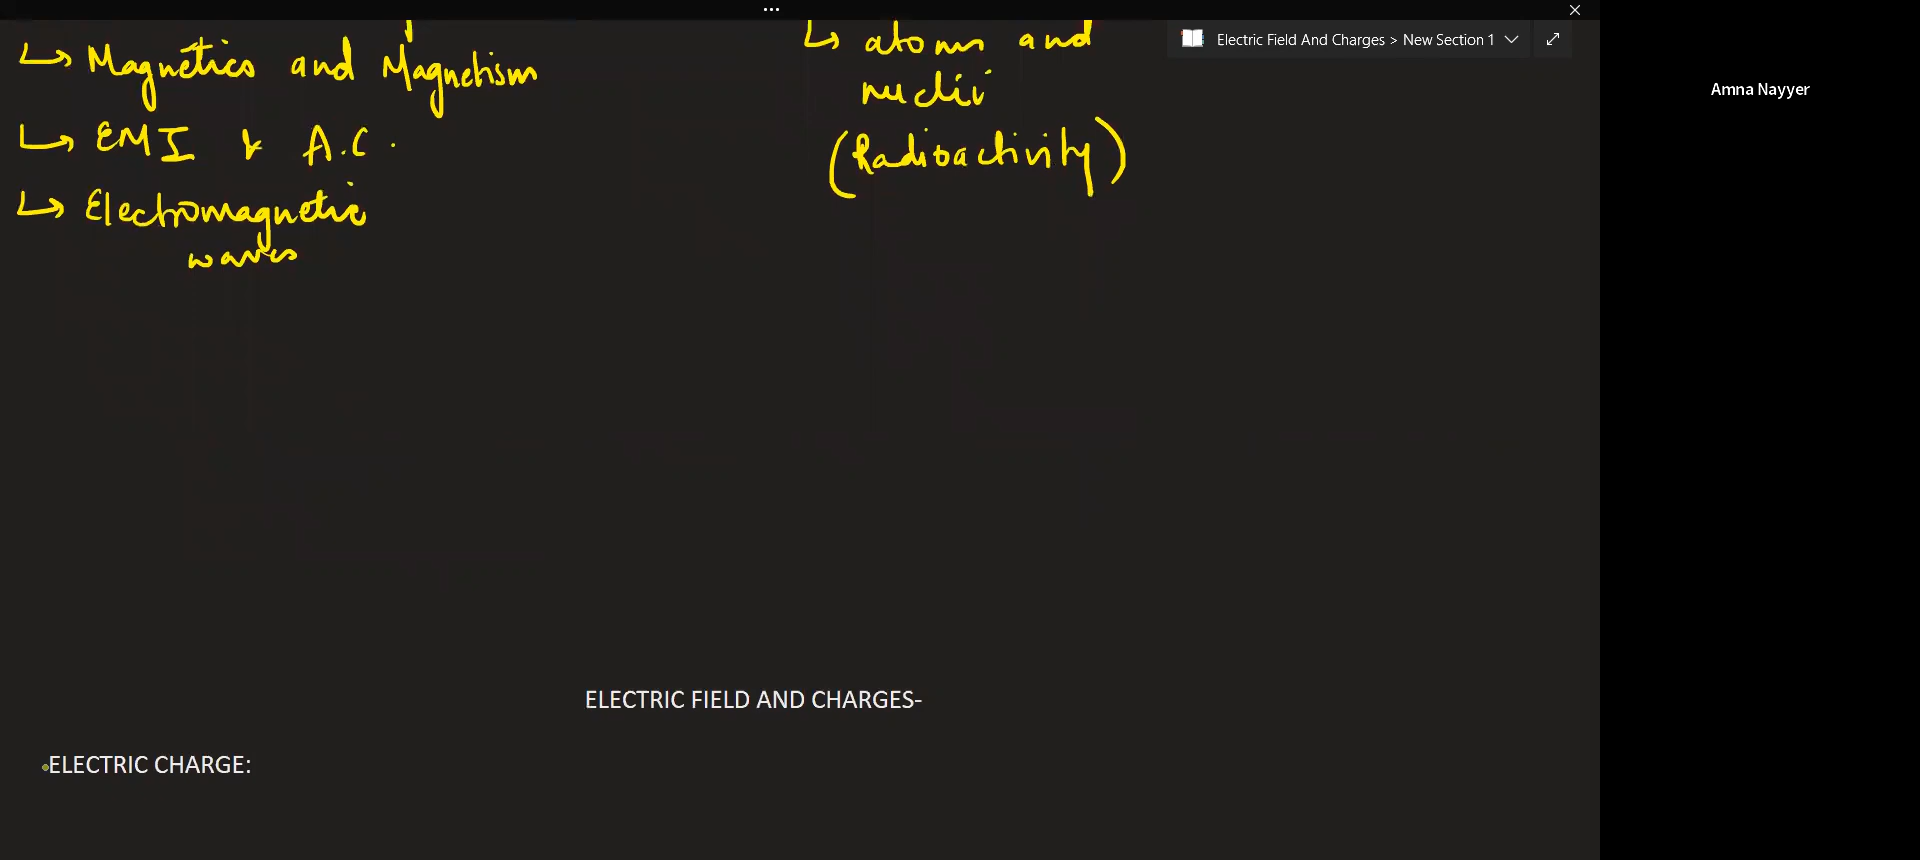 Electric Field And Charges > New Section 1
Amna Nayyer
↳ Magnetics and Magnetism
↳ EMI & A.C.
↳ Electromagnetic
waves
↳ atoms and
nuclii
(Radioactivity)
ELECTRIC FIELD AND CHARGES-
•ELECTRIC CHARGE: